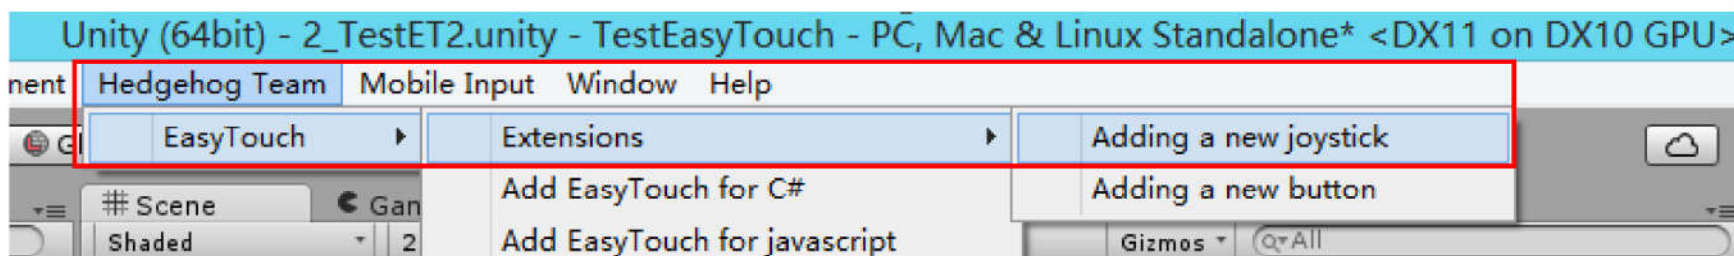 Unity (64bit) - 2_TestET2.unity - TestEasyTouch - PC, Mac & Linux Standalone* <DX11 on DX10 GPU>
nent Hedgehog Team Mobile Input Window Help
Gl EasyTouch Extensions Adding a new joystick
Scene Gan Add EasyTouch for C# Adding a new button
Shaded 2 Add EasyTouch for javascript Gizmos All